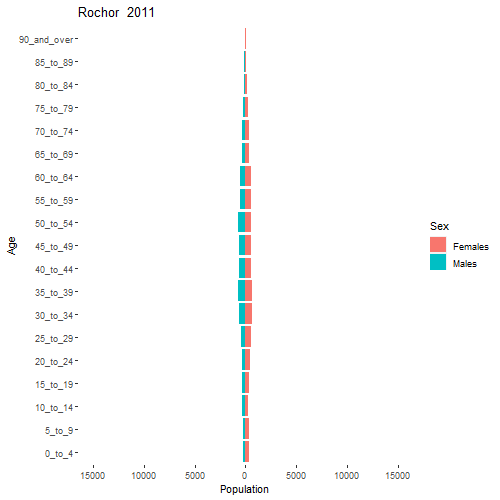 Rochor  2011
90_and_over
85_to_89
80_to_84
75_to_79
70_to_74
65_to_69
60_to_64
55_to_59
50_to_54
45_to_49
40_to_44
35_to_39
30_to_34
25_to_29
20_to_24
15_to_19
10_to_14
5_to_9
0_to_4
Age
15000 10000 5000 0 5000 10000 15000
Population
Sex
Females
Males